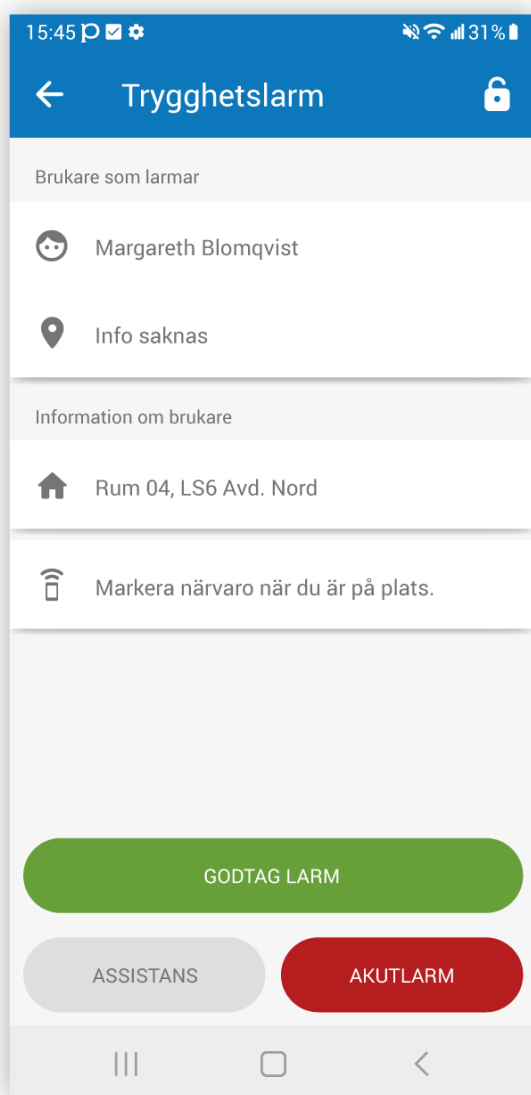 15:45 31%
Trygghetslarm
Brukare som larmar
Margareth Blomqvist
Info saknas
Information om brukare
Rum 04, LS6 Avd. Nord
Markera närvaro när du är på plats.
GODTAG LARM
ASSISTANS
AKUTLARM